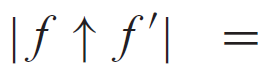 |f ↑ f′| =